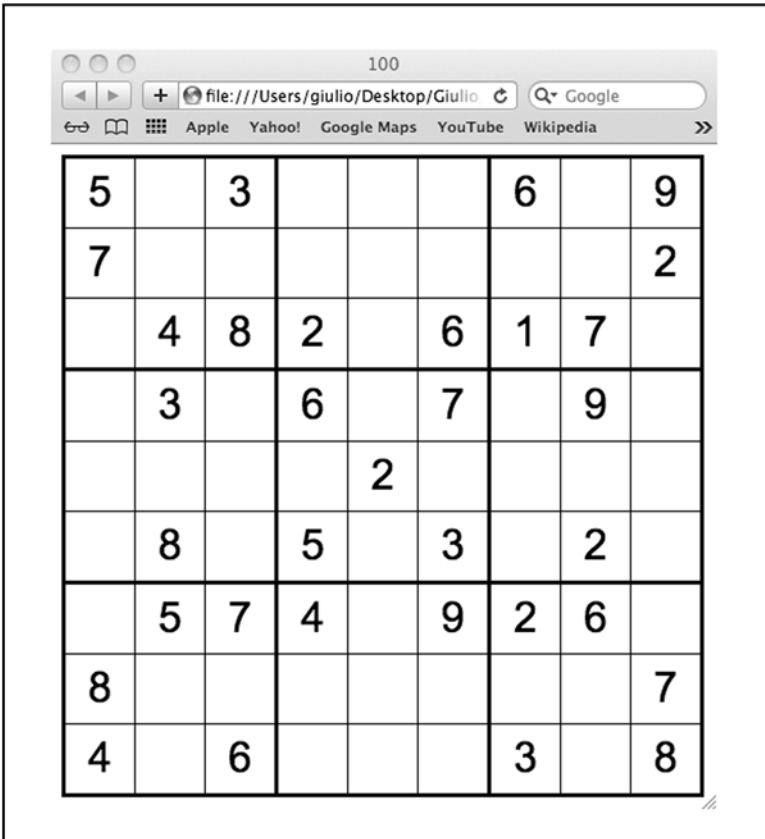 100
+ file:///Users/giulio/Desktop/Giulio Google
Apple Yahoo! Google Maps YouTube Wikipedia »
5 3 6 9
7 2
4 8 2 6 1 7
3 6 7 9
2
8 5 3 2
5 7 4 9 2 6
8 7
4 6 3 8